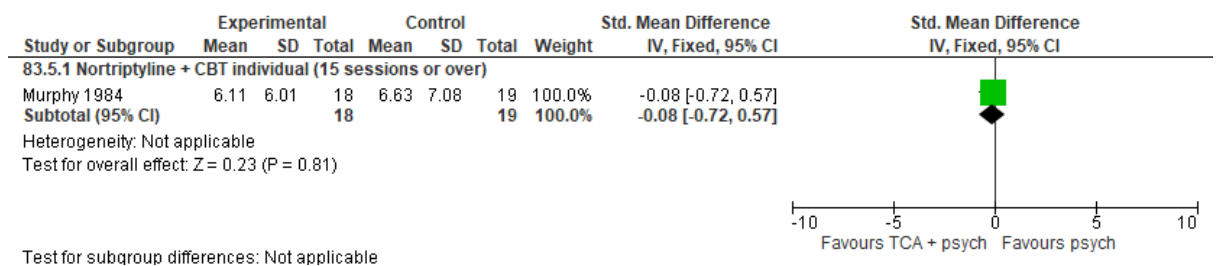 Experimental Control Std. Mean Difference Std. Mean Difference
Study or Subgroup Mean SD Total Mean SD Total Weight IV, Fixed, 95% CI IV, Fixed, 95% CI
83.5.1 Nortriptyline + CBT individual (15 sessions or over)
Murphy 1984 6.11 6.01 18 6.63 7.08 19 100.0% -0.08 [-0.72, 0.57]
Subtotal (95% CI) 18 19 100.0% -0.08 [-0.72, 0.57]
Heterogeneity: Not applicable
Test for overall effect: Z = 0.23 (P = 0.81)
-10 -5 0 5 10
Favours TCA + psych Favours psych
Test for subgroup differences: Not applicable